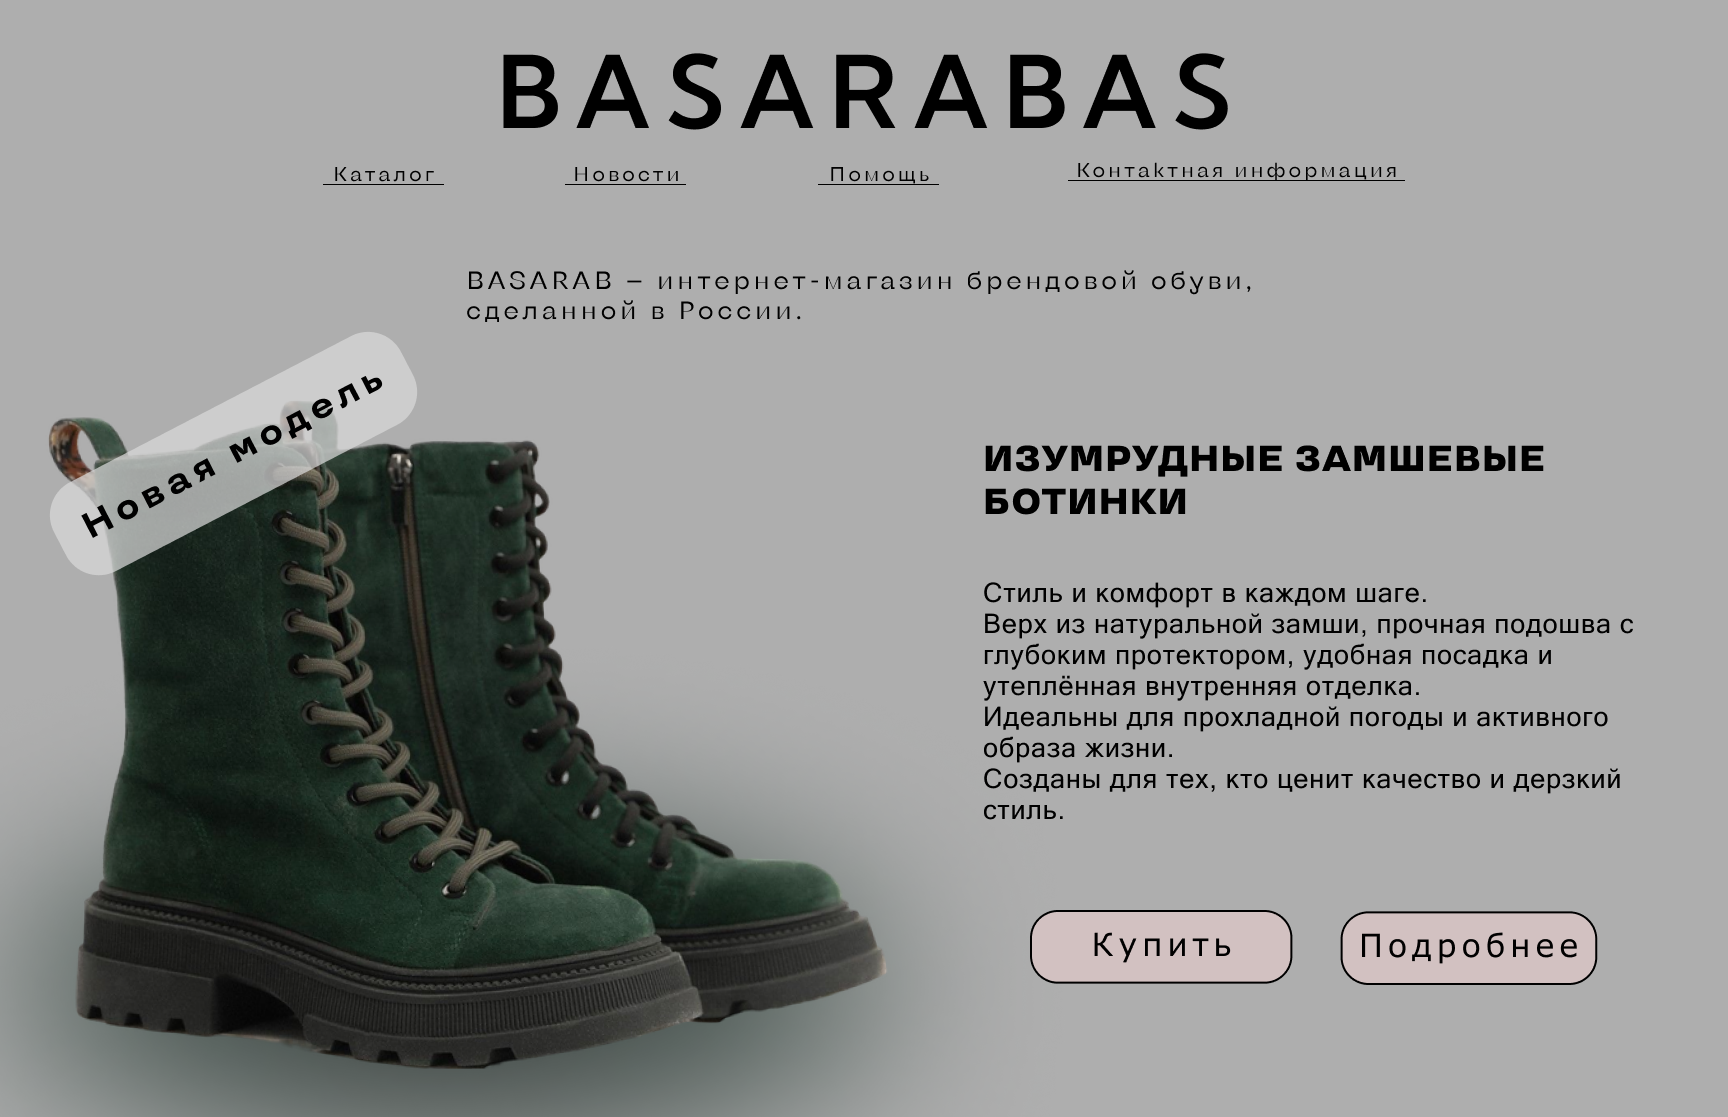 BASARABAS
Каталог
Новости
Помощь
Контактная информация
BASARAB – интернет-магазин брендовой обуви,
сделанной в России.
Новая модель
ИЗУМРУДНЫЕ ЗАМШЕВЫЕ
БОТИНКИ
Стиль и комфорт в каждом шаге.
Верх из натуральной замши, прочная подошва с
глубоким протектором, удобная посадка и
утеплённая внутренняя отделка.
Идеальны для прохладной погоды и активного
образа жизни.
Созданы для тех, кто ценит качество и дерзкий
стиль.
Купить
Подробнее